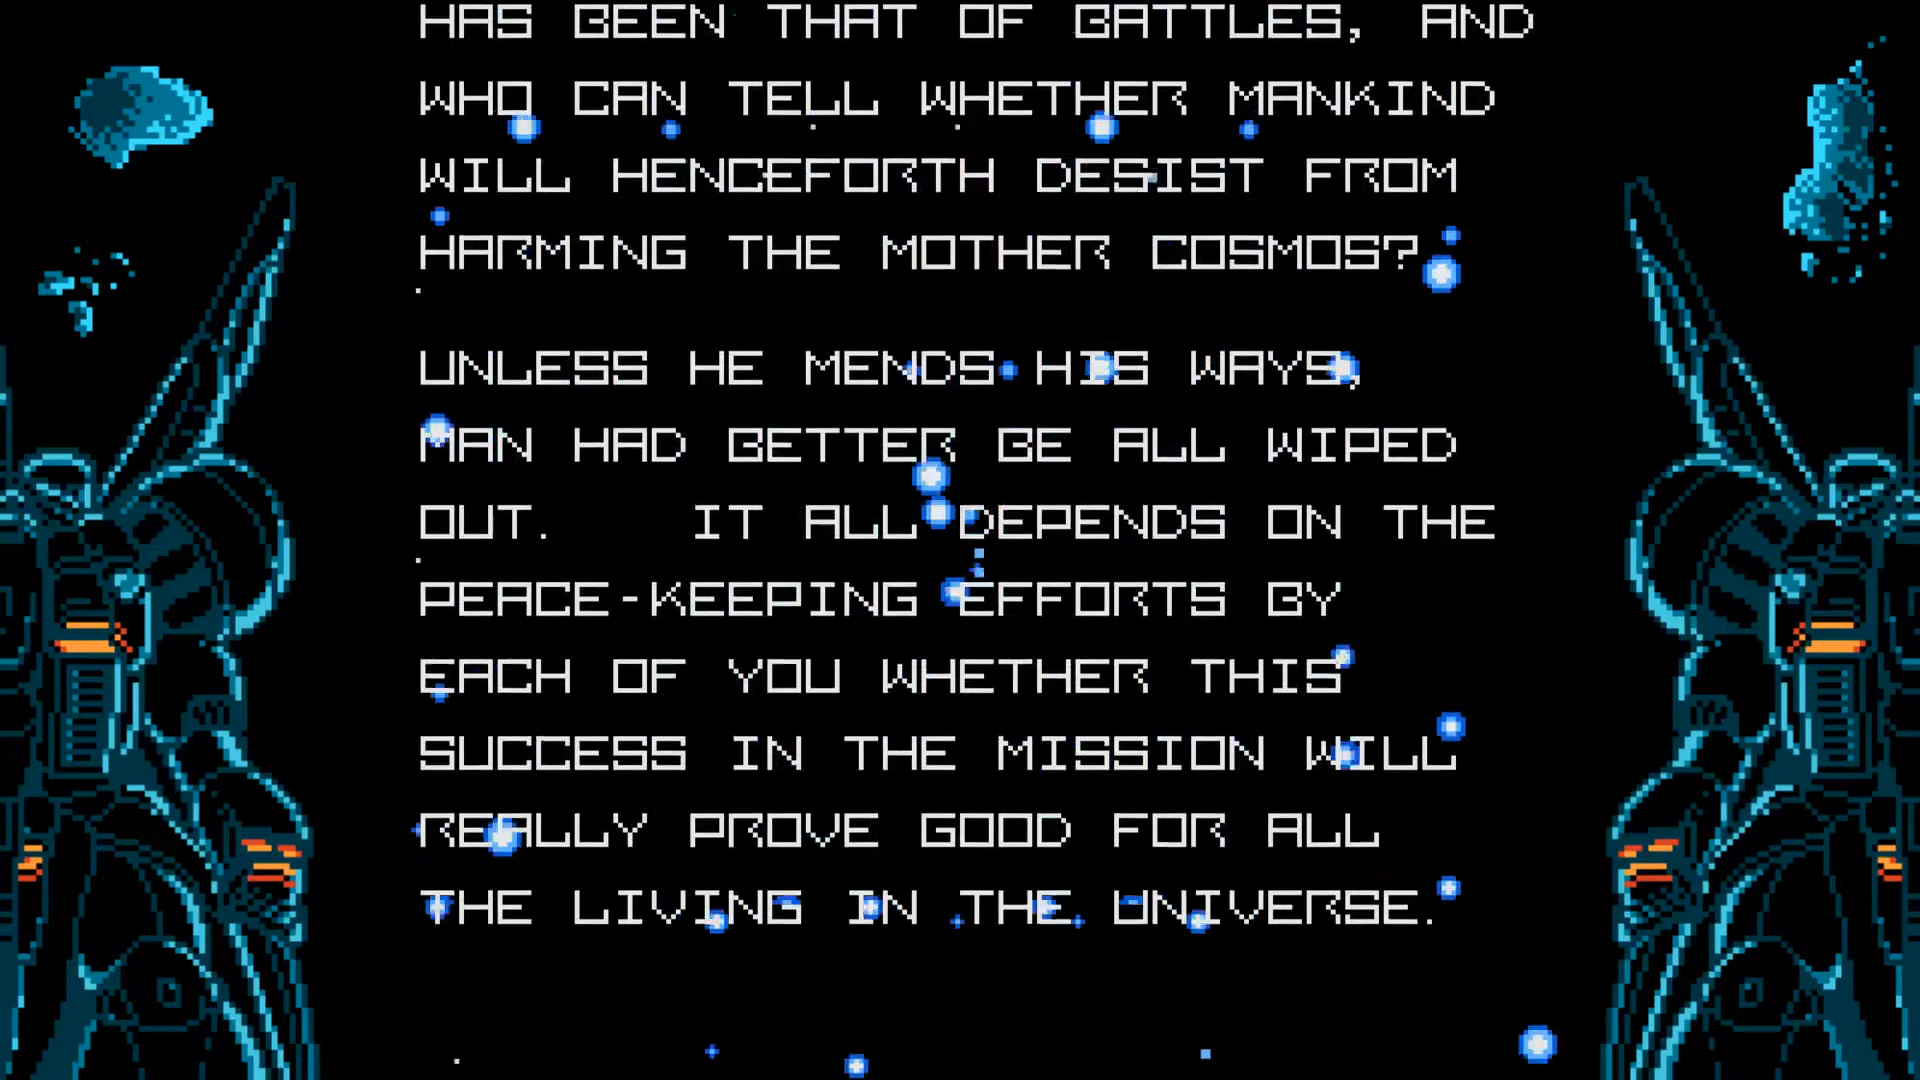 HAS BEEN THAT OF BATTLES, AND
WHO CAN TELL WHETHER MANKIND
WILL HENCEFORTH DESIST FROM
HARMING THE MOTHER COSMOS?
UNLESS HE MENDS HIS WAYS,
MAN HAD BETTER BE ALL WIPED
OUT. IT ALL DEPENDS ON THE
PEACE-KEEPING EFFORTS BY
EACH OF YOU WHETHER THIS
SUCCESS IN THE MISSION WILL
REALLY PROVE GOOD FOR ALL
THE LIVING IN THE UNIVERSE.